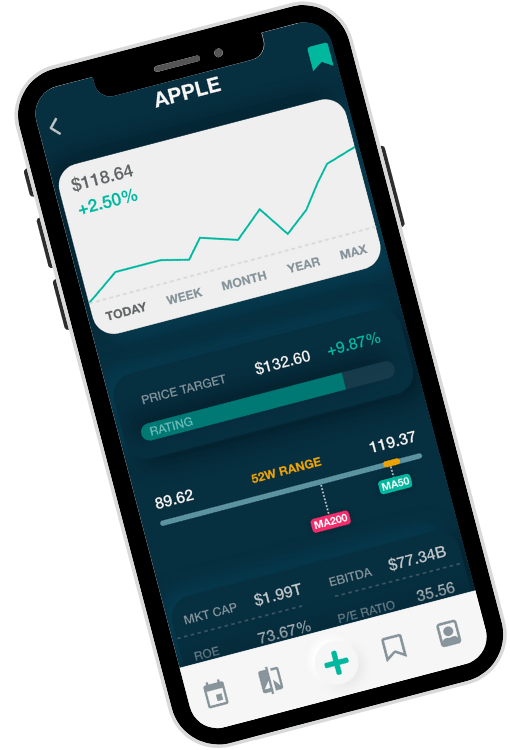 APPLE
$118.64
+2.50%
TODAY WEEK MONTH YEAR MAX
PRICE TARGET $132.60 +9.87%
RATING
89.62 52W RANGE 119.37
MA200 MA50
MKT CAP $1.99T EBITDA $77.34B
ROE 73.67% P/E RATIO 35.56